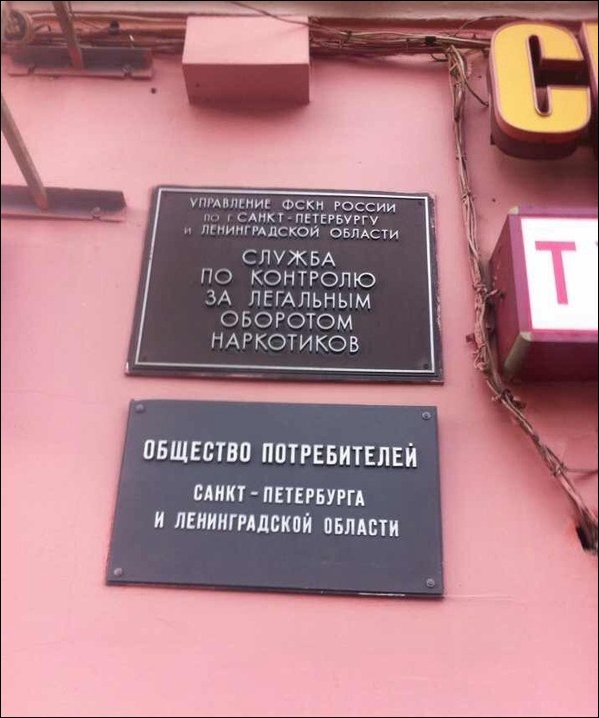 УПРАВЛЕНИЕ ФСКН РОССИИ
ПО Г. САНКТ-ПЕТЕРБУРГУ
И ЛЕНИНГРАДСКОЙ ОБЛАСТИ
СЛУЖБА
ПО КОНТРОЛЮ
ЗА ЛЕГАЛЬНЫМ
ОБОРОТОМ
НАРКОТИКОВ
ОБЩЕСТВО ПОТРЕБИТЕЛЕЙ
САНКТ-ПЕТЕРБУРГА
И ЛЕНИНГРАДСКОЙ ОБЛАСТИ